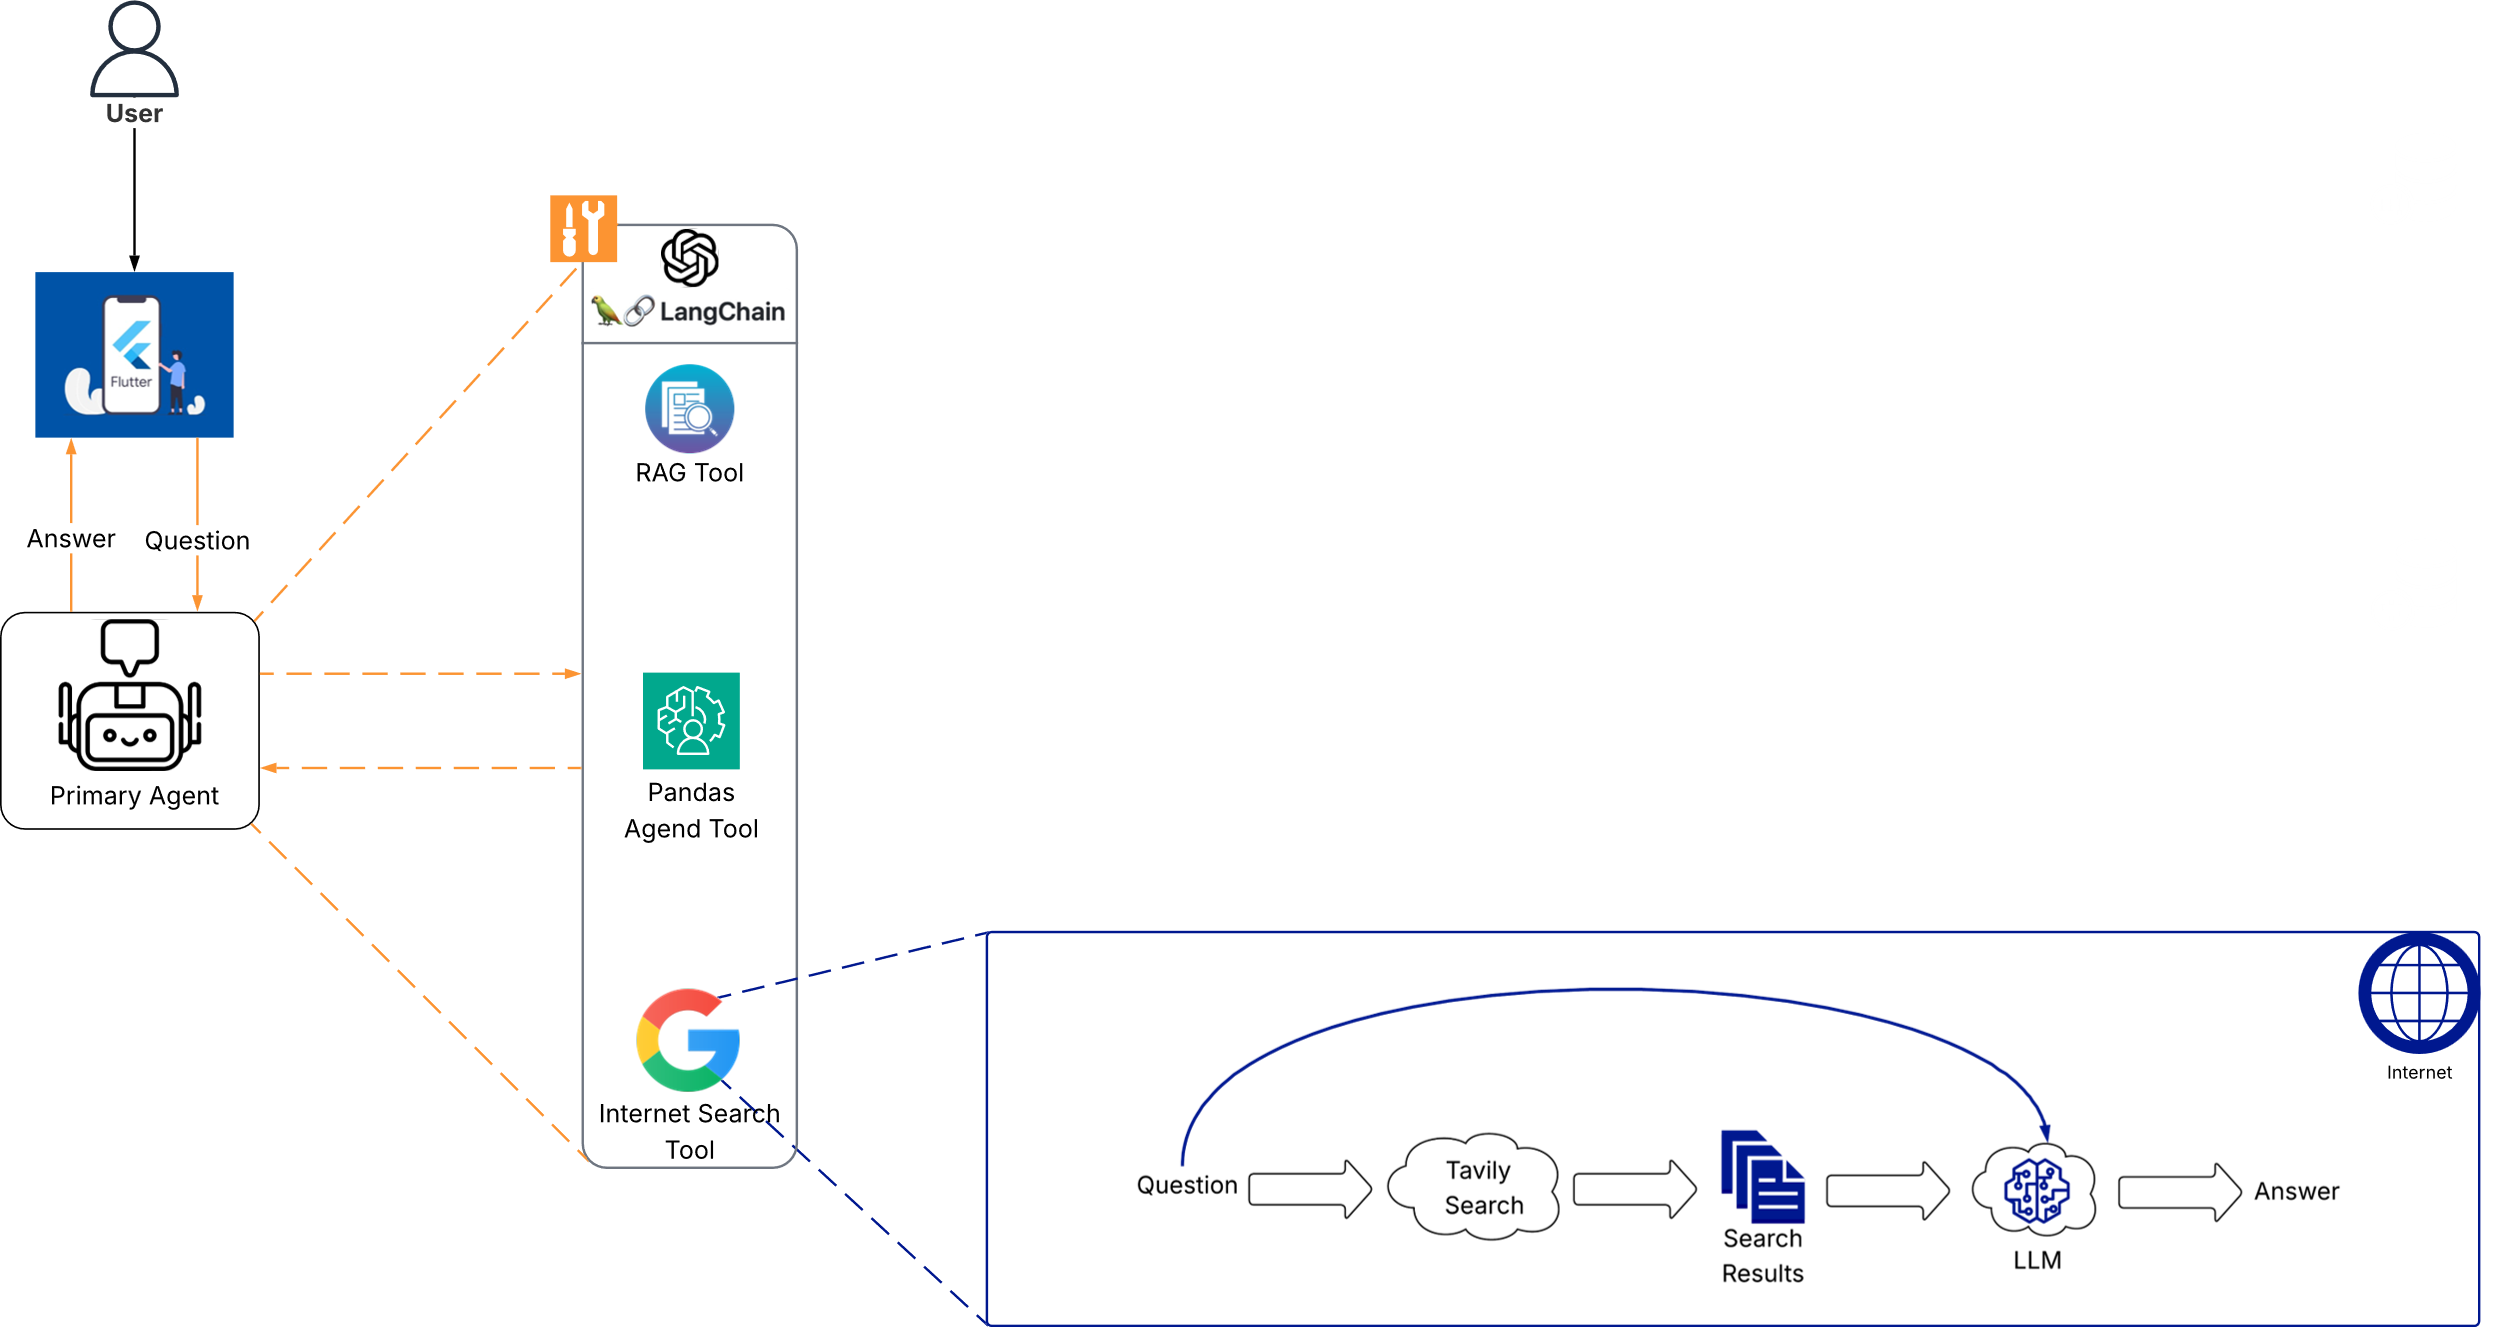 User
Flutter
Answer
Question
Primary Agent
LangChain
RAG Tool
Pandas
Agend Tool
Internet Search
Tool
Internet
Question
Tavily
Search
Search
Results
LLM
Answer